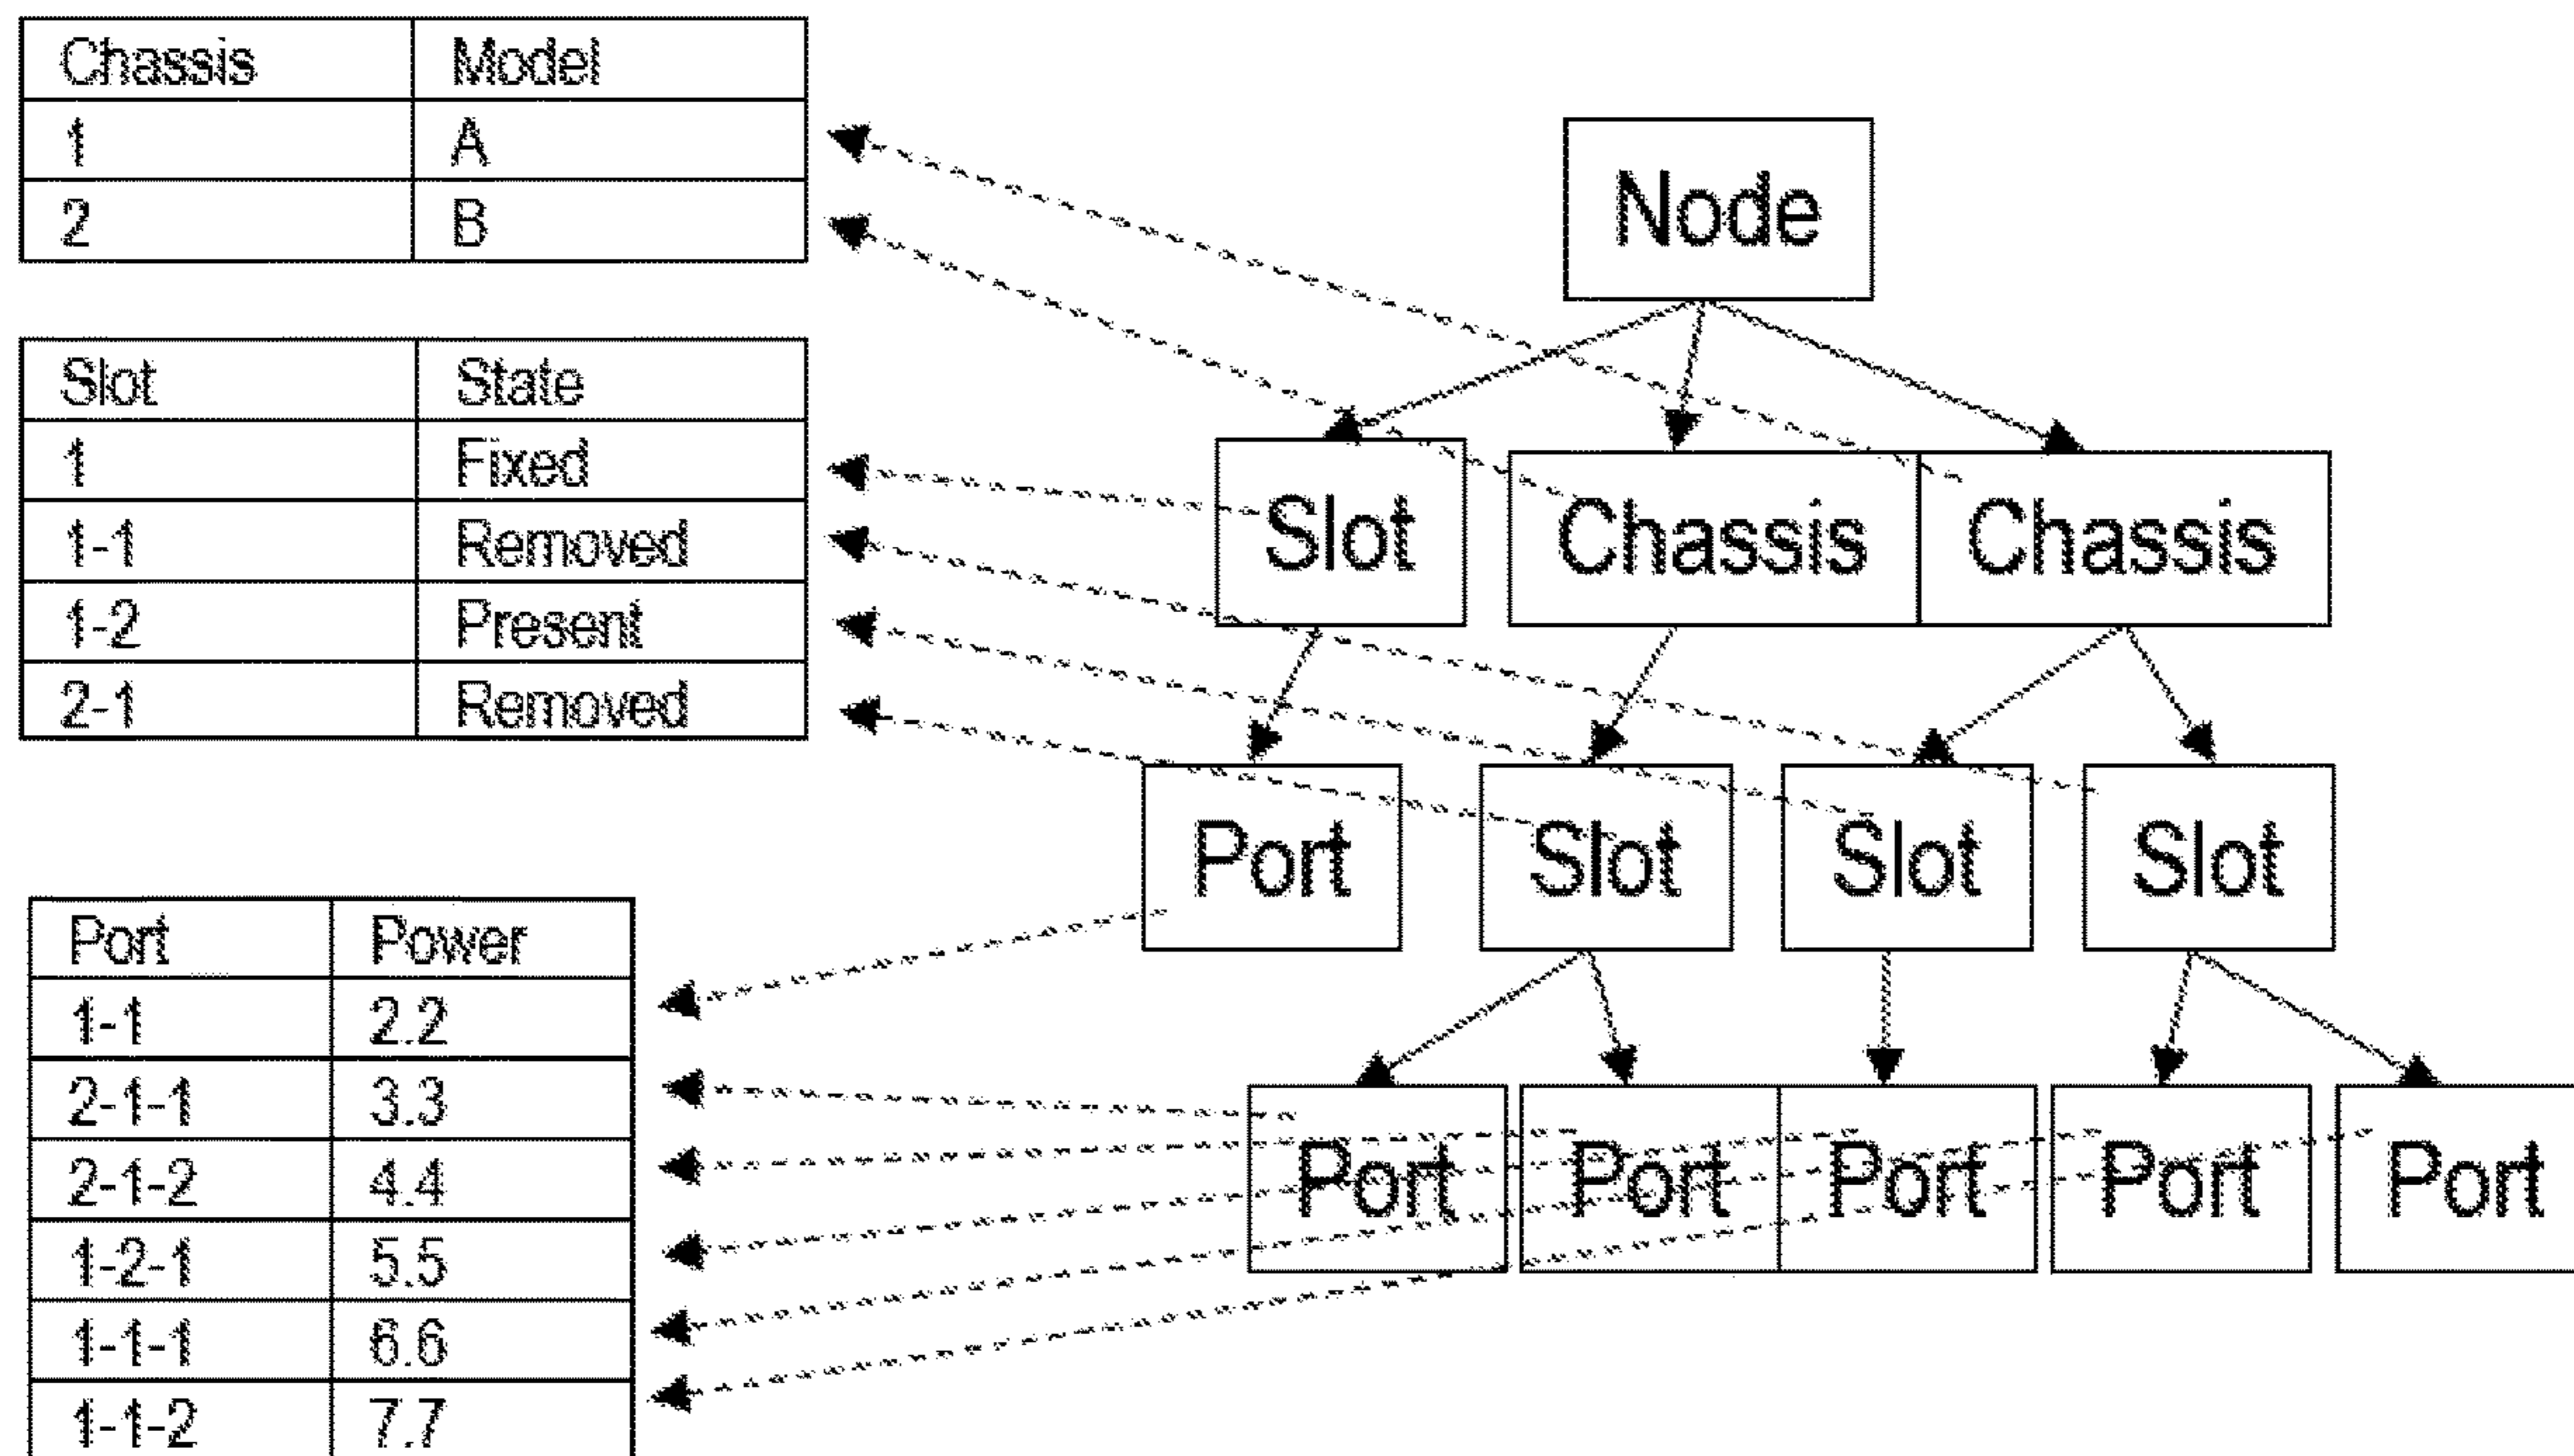 Chassis Model
1 A
2 B
Slot State
1 Fixed
1-1 Removed
1-2 Present
2-1 Removed
Port Power
1-1 2.2
2-1-1 3.3
2-1-2 4.4
1-2-1 5.5
1-1-1 6.6
1-1-2 7.7
Node
Slot Chassis Chassis
Port Slot Slot Slot
Port Port Port Port Port